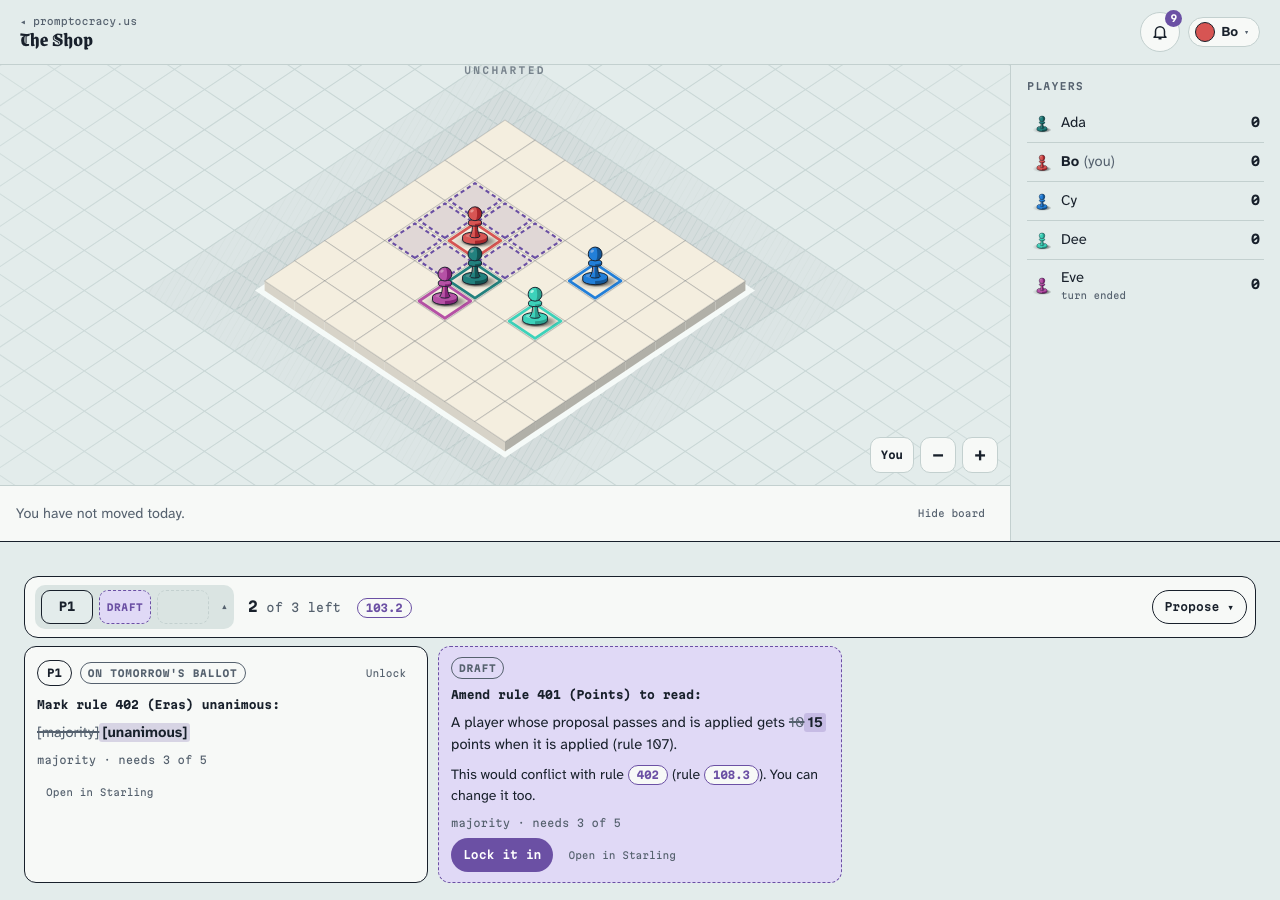 ◂ promptocracy.us
The Shop
9
Bo ▾
UNCHARTED
You
−
+
You have not moved today.
Hide board
PLAYERS
Ada 0
Bo (you) 0
Cy 0
Dee 0
Eve 0
turn ended
P1 DRAFT ▴ 2 of 3 left 103.2
Propose ▾
P1 ON TOMORROW'S BALLOT Unlock
Mark rule 402 (Eras) unanimous:
[majority] [unanimous]
majority · needs 3 of 5
Open in Starling
DRAFT
Amend rule 401 (Points) to read:
A player whose proposal passes and is applied gets 10 15
points when it is applied (rule 107).
This would conflict with rule 402 (rule 108.3). You can
change it too.
majority · needs 3 of 5
Lock it in Open in Starling